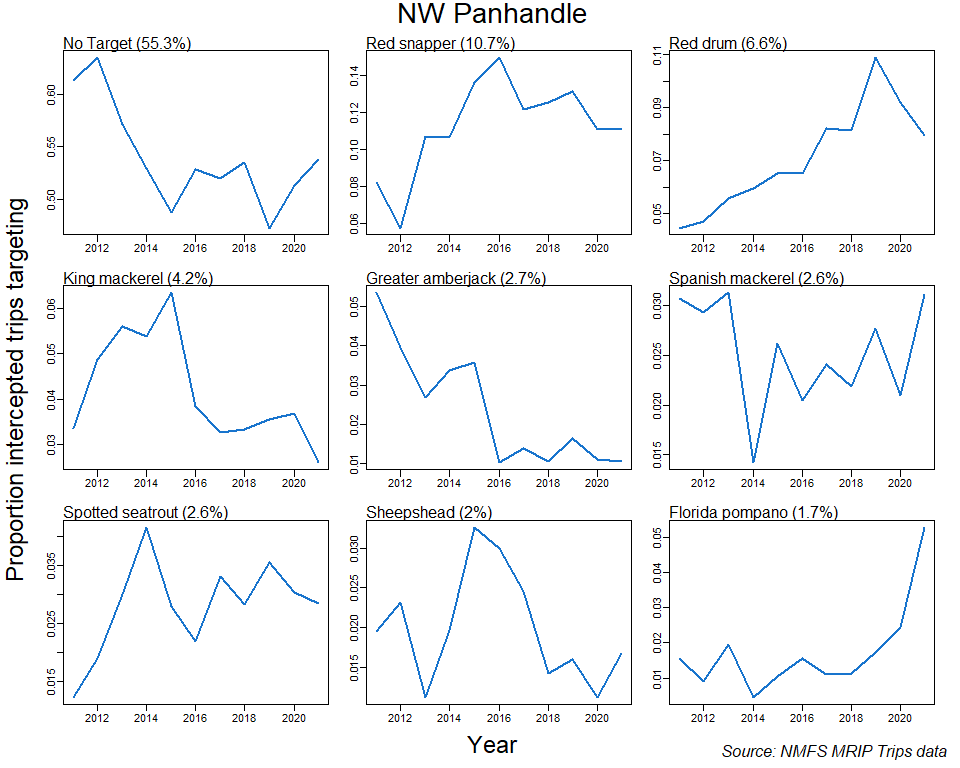 NW Panhandle
No Target (55.3%) Red snapper (10.7%) Red drum (6.6%)
0.60 0.55 0.50
0.14 0.12 0.10 0.08 0.06
0.11 0.09 0.07 0.05
2012 2014 2016 2018 2020 2012 2014 2016 2018 2020 2012 2014 2016 2018 2020
King mackerel (4.2%) Greater amberjack (2.7%) Spanish mackerel (2.6%)
0.06 0.05 0.04 0.03
0.05 0.04 0.03 0.02 0.01
0.030 0.025 0.020 0.015
2012 2014 2016 2018 2020 2012 2014 2016 2018 2020 2012 2014 2016 2018 2020
Spotted seatrout (2.6%) Sheepshead (2%) Florida pompano (1.7%)
0.035 0.025 0.015
0.030 0.025 0.020 0.015
0.05 0.04 0.03 0.02 0.01
2012 2014 2016 2018 2020 2012 2014 2016 2018 2020 2012 2014 2016 2018 2020
Proportion intercepted trips targeting
Year
Source: NMFS MRIP Trips data